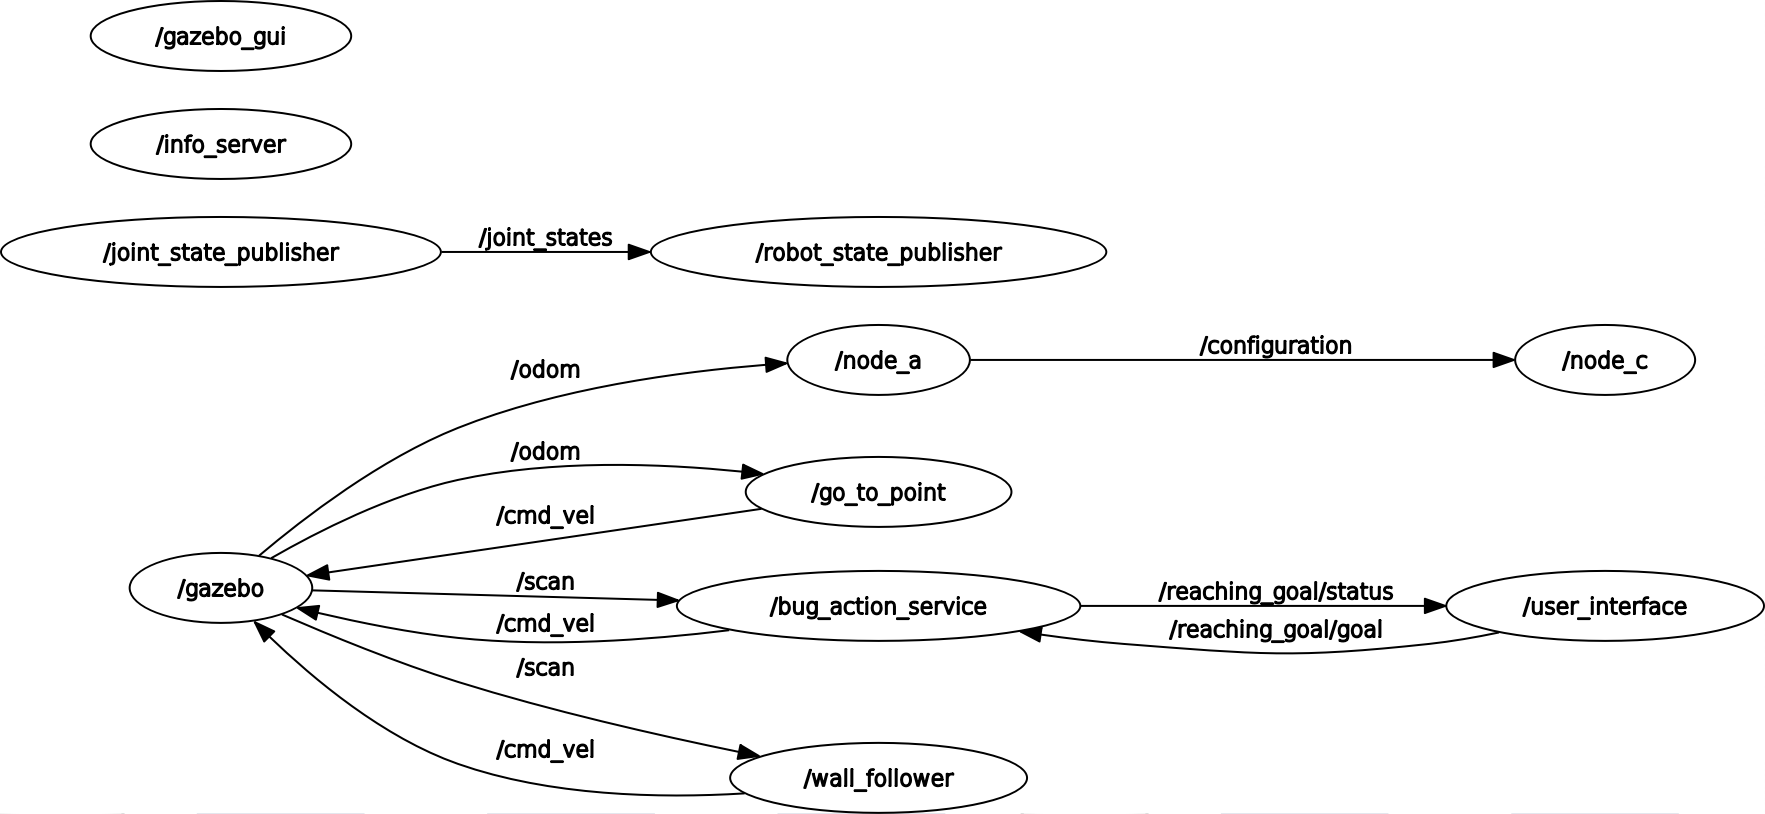 /gazebo_gui
/info_server
/joint_state_publisher
/joint_states
/robot_state_publisher
/odom
/node_a
/configuration
/node_c
/odom
/go_to_point
/cmd_vel
/gazebo
/scan
/bug_action_service
/reaching_goal/status
/user_interface
/cmd_vel
/reaching_goal/goal
/scan
/cmd_vel
/wall_follower